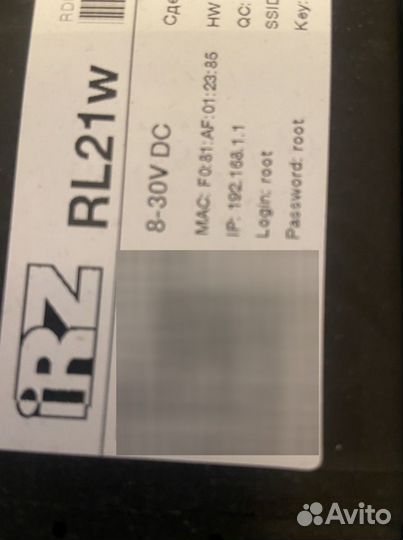 iRZ RL21w
8-30V DC
MAC: F0:81:AF:01:23:85
IP: 192.168.1.1
Login: root
Password: root
Сде
HW
QC:
SSID
Key:
Avito